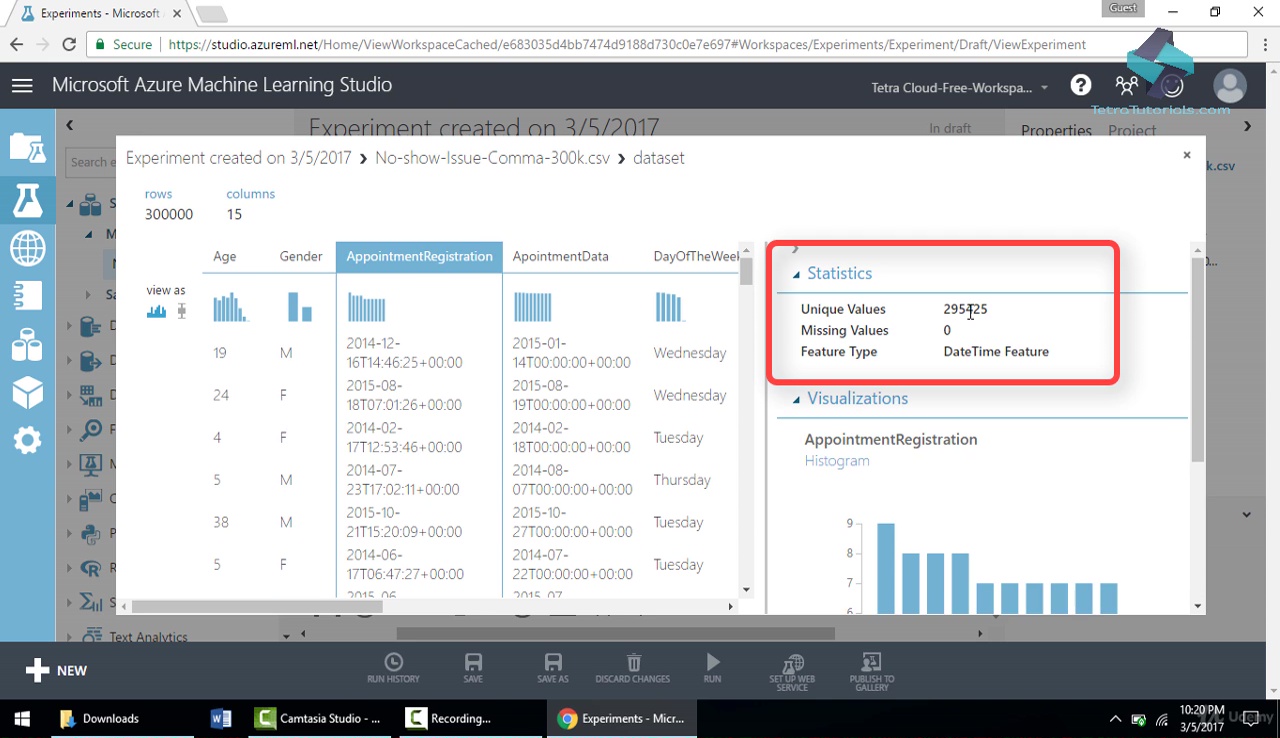 Experiments - Microsoft
Guest
Secure
https://studio.azureml.net/Home/ViewWorkspaceCached/e683035d4bb7474d9188d730c0e7e697#Workspaces/Experiments/Experiment/Draft/ViewExperiment
Microsoft Azure Machine Learning Studio
Tetra Cloud-Free-Workspa...
TetraTutorials.com
Experiment created on 3/5/2017
In draft
Properties Project
Search e
k.csv
Experiment created on 3/5/2017 › No-show-Issue-Comma-300k.csv › dataset
rows columns
300000 15
Age Gender AppointmentRegistration ApointmentData DayOfTheWeek
view as
19 M 2014-12-16T14:46:25+00:00 2015-01-14T00:00:00+00:00 Wednesday
24 F 2015-08-18T07:01:26+00:00 2015-08-19T00:00:00+00:00 Wednesday
4 F 2014-02-17T12:53:46+00:00 2014-02-18T00:00:00+00:00 Tuesday
5 M 2014-07-23T17:02:11+00:00 2014-08-07T00:00:00+00:00 Thursday
38 M 2015-10-21T15:20:09+00:00 2015-10-27T00:00:00+00:00 Tuesday
5 F 2014-06-17T06:47:27+00:00 2014-07-22T00:00:00+00:00 Tuesday
2015-06- 2015-07-
Statistics
Unique Values 295425
Missing Values 0
Feature Type DateTime Feature
Visualizations
AppointmentRegistration
Histogram
9
8
7
6
Text Analytics
NEW
RUN HISTORY
SAVE
SAVE AS
DISCARD CHANGES
RUN
SET UP WEB SERVICE
PUBLISH TO GALLERY
Downloads
Camtasia Studio - ...
Recording...
Experiments - Micr...
10:20 PM
3/5/2017
Udemy